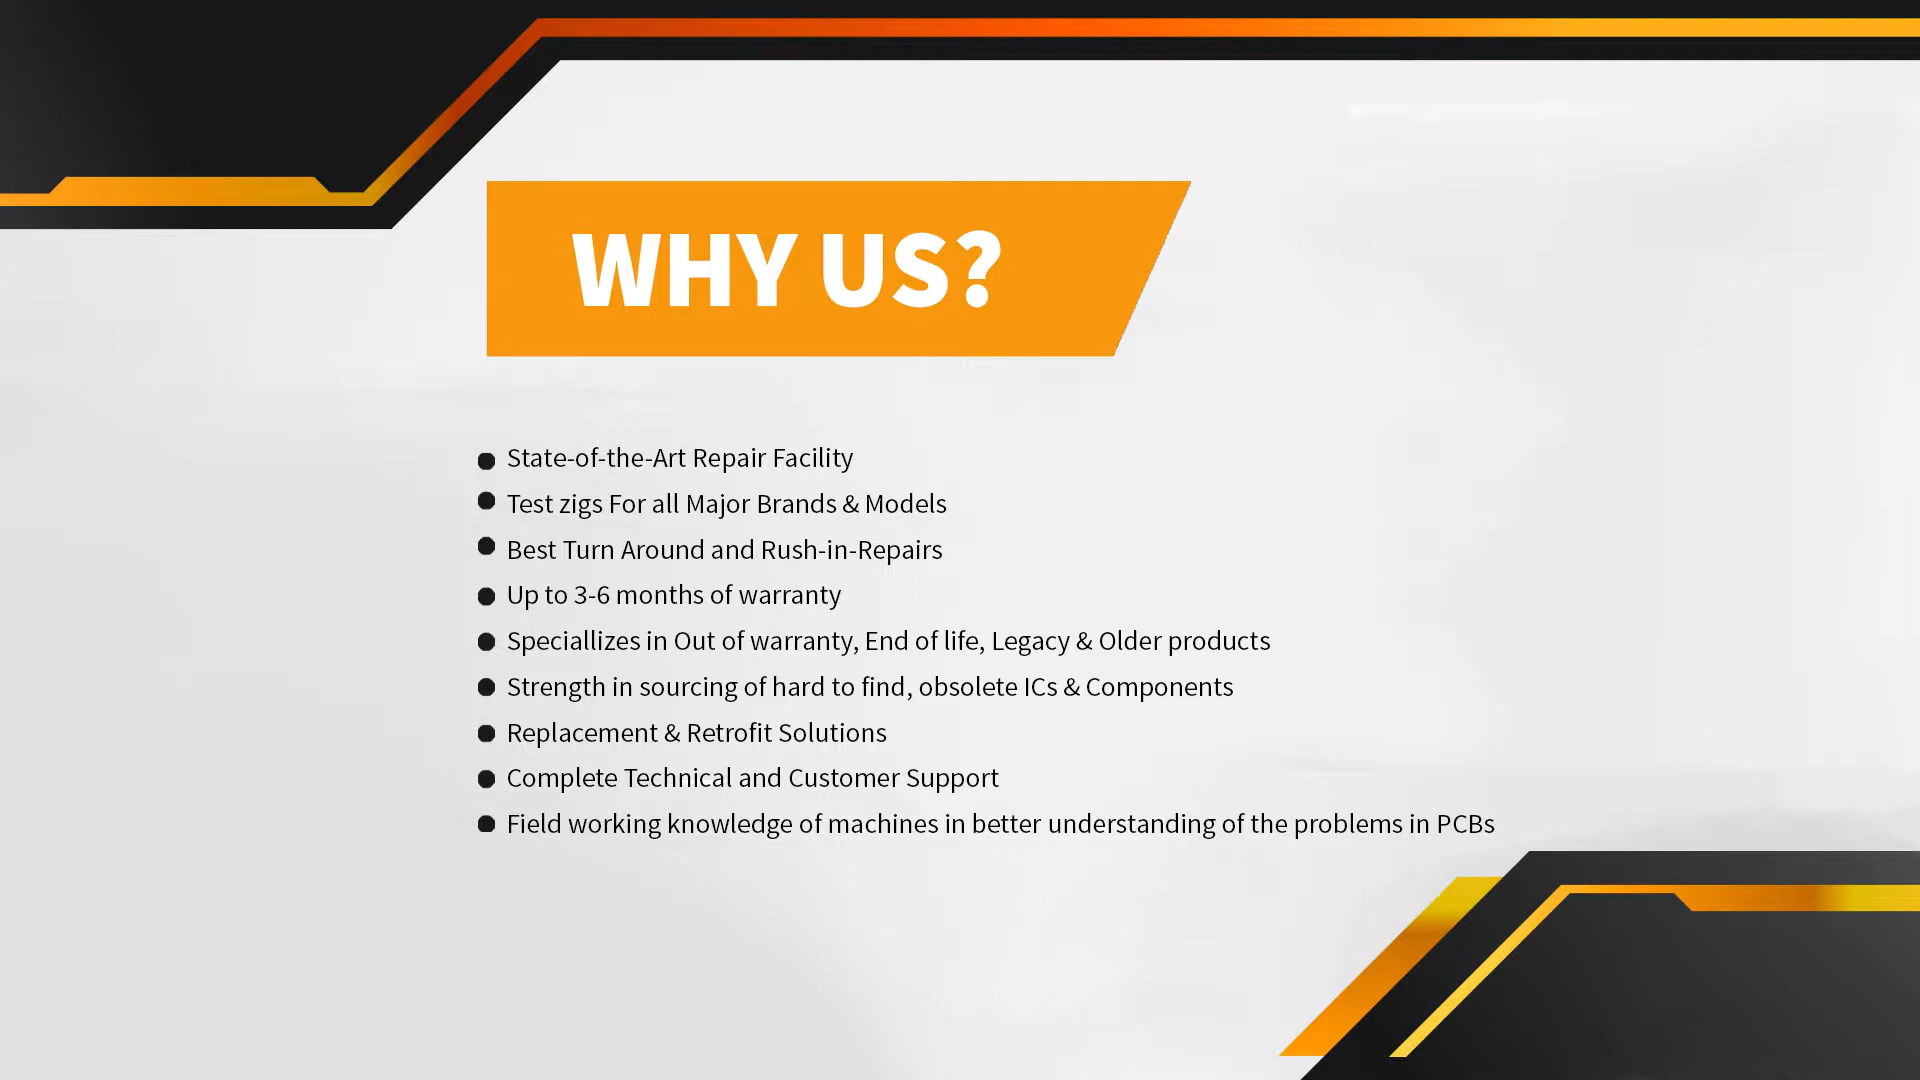 WHY US?
State-of-the-Art Repair Facility
Test zigs For all Major Brands & Models
Best Turn Around and Rush-in-Repairs
Up to 3-6 months of warranty
Speciallizes in Out of warranty, End of life, Legacy & Older products
Strength in sourcing of hard to find, obsolete ICs & Components
Replacement & Retrofit Solutions
Complete Technical and Customer Support
Field working knowledge of machines in better understanding of the problems in PCBs